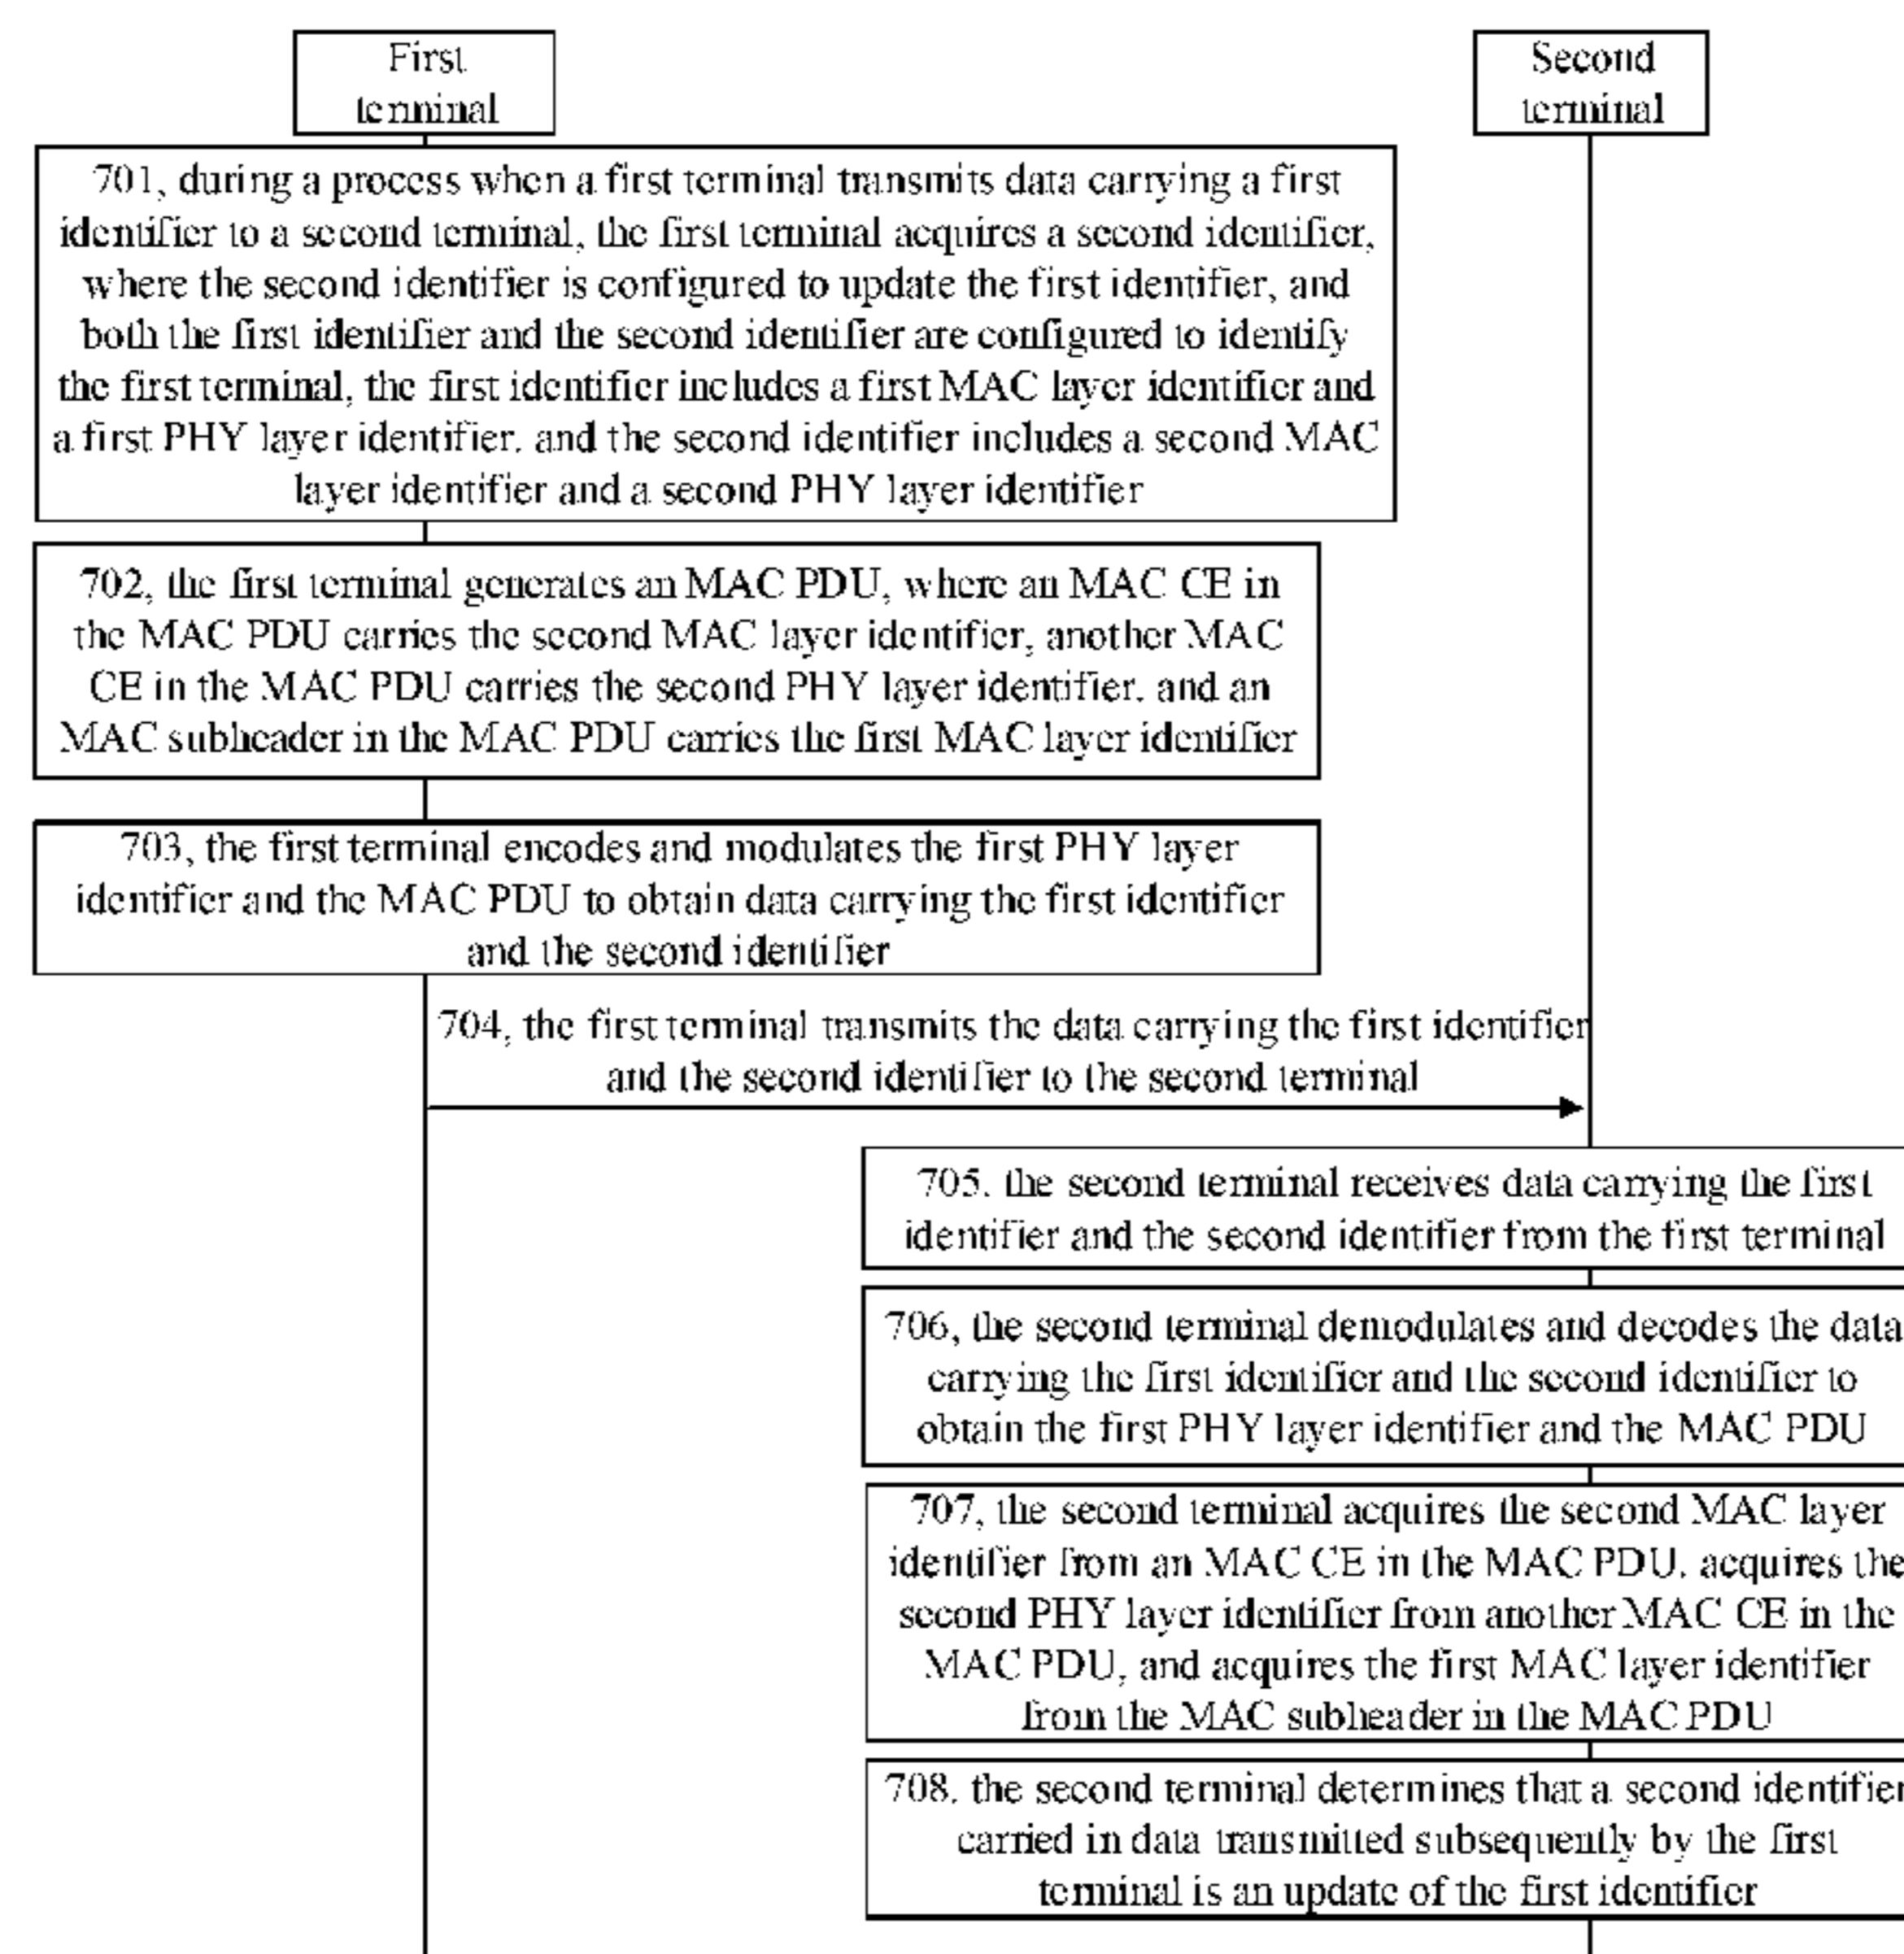 First
terminal
Second
terminal
701, during a process when a first terminal transmits data carrying a first
identifier to a second terminal, the first terminal acquires a second identifier,
where the second identifier is configured to update the first identifier, and
both the first identifier and the second identifier are configured to identify
the first terminal, the first identifier includes a first MAC layer identifier and
a first PHY layer identifier, and the second identifier includes a second MAC
layer identifier and a second PHY layer identifier
702, the first terminal generates an MAC PDU, where an MAC CE in
the MAC PDU carries the second MAC layer identifier, another MAC
CE in the MAC PDU carries the second PHY layer identifier, and an
MAC subheader in the MAC PDU carries the first MAC layer identifier
703, the first terminal encodes and modulates the first PHY layer
identifier and the MAC PDU to obtain data carrying the first identifier
and the second identifier
704, the first terminal transmits the data carrying the first identifier
and the second identifier to the second terminal
705, the second terminal receives data carrying the first
identifier and the second identifier from the first terminal
706, the second terminal demodulates and decodes the data
carrying the first identifier and the second identifier to
obtain the first PHY layer identifier and the MAC PDU
707, the second terminal acquires the second MAC layer
identifier from an MAC CE in the MAC PDU, acquires the
second PHY layer identifier from another MAC CE in the
MAC PDU, and acquires the first MAC layer identifier
from the MAC subheader in the MAC PDU
708, the second terminal determines that a second identifier
carried in data transmitted subsequently by the first
terminal is an update of the first identifier